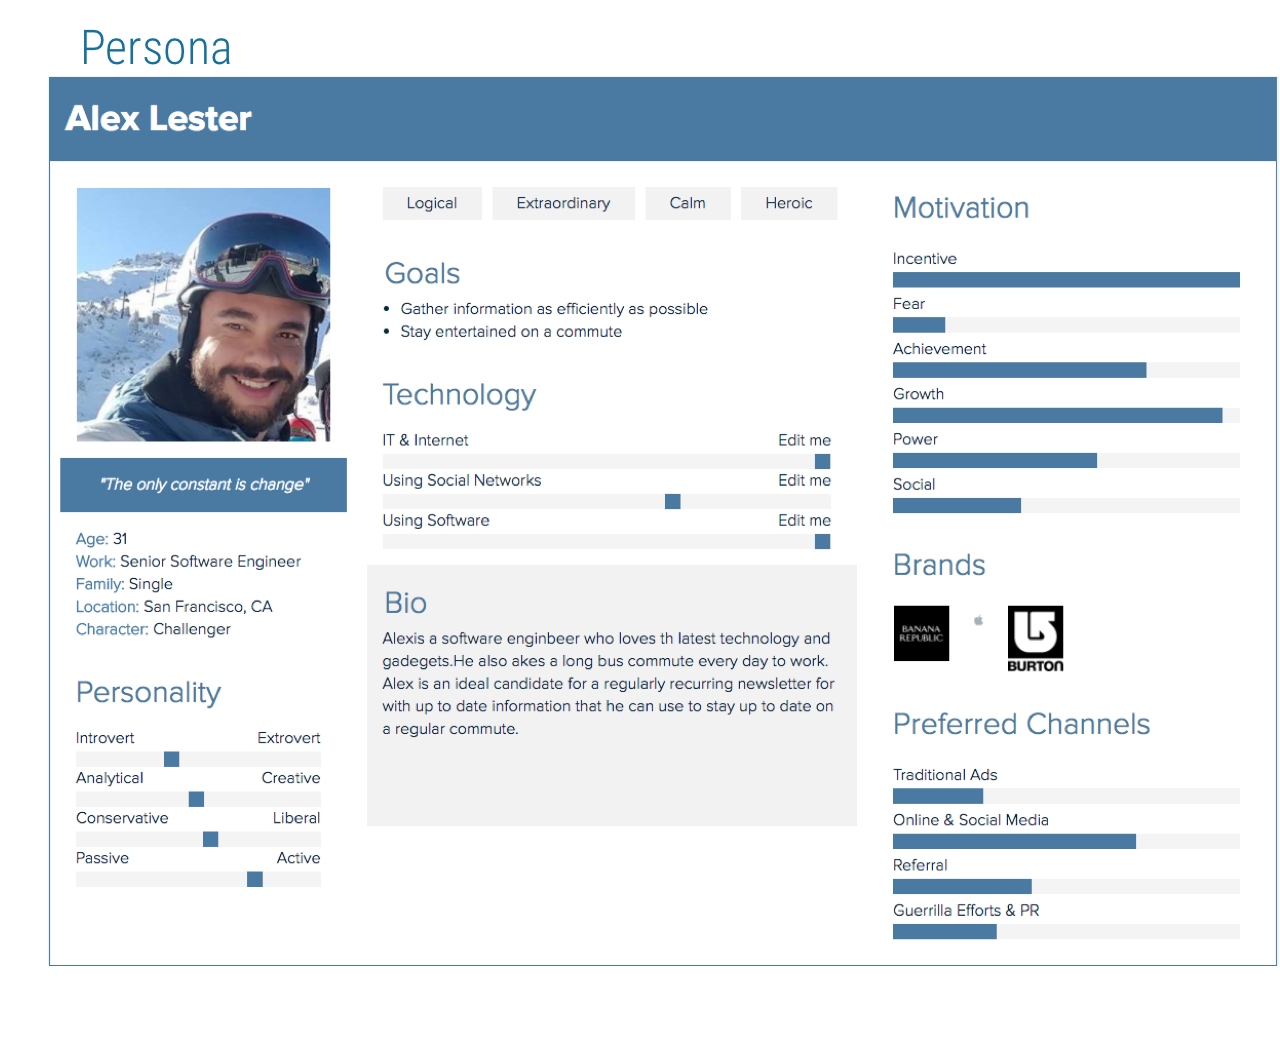 Persona
Alex Lester
"The only constant is change"
Age: 31
Work: Senior Software Engineer
Family: Single
Location: San Francisco, CA
Character: Challenger
Personality
Introvert Extrovert
Analytical Creative
Conservative Liberal
Passive Active
Logical Extraordinary Calm Heroic
Goals
• Gather information as efficiently as possible
• Stay entertained on a commute
Technology
IT & Internet Edit me
Using Social Networks Edit me
Using Software Edit me
Bio
Alexis a software enginbeer who loves th latest technology and
gadegets.He also akes a long bus commute every day to work.
Alex is an ideal candidate for a regularly recurring newsletter for
with up to date information that he can use to stay up to date on
a regular commute.
Motivation
Incentive
Fear
Achievement
Growth
Power
Social
Brands
BANANA
REPUBLIC
BURTON
Preferred Channels
Traditional Ads
Online & Social Media
Referral
Guerrilla Efforts & PR